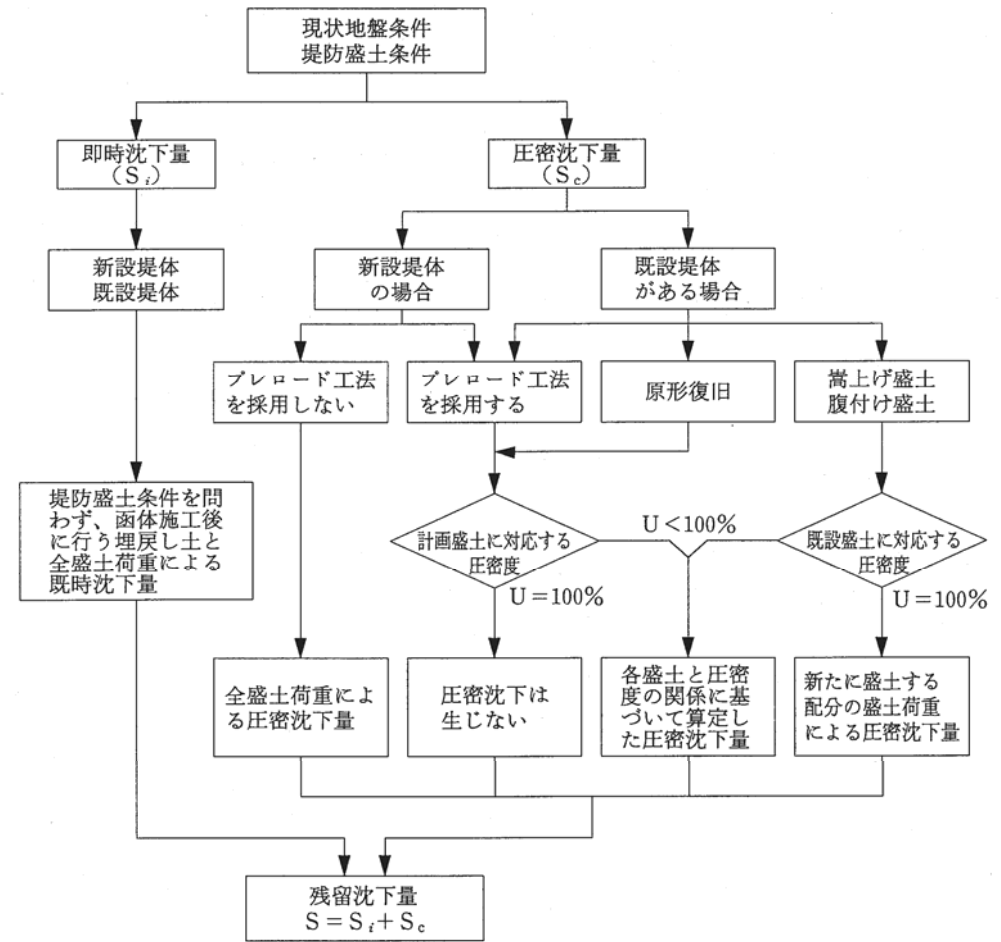 現状地盤条件
堤防盛土条件
即時沈下量
（Sᵢ）
圧密沈下量
（S꜀）
新設堤体
既設堤体
新設堤体
の場合
既設堤体
がある場合
プレロード工法
を採用しない
プレロード工法
を採用する
原形復旧
嵩上げ盛土
腹付け盛土
堤防盛土条件を問
わず、函体施工後
に行う埋戻し土と
全盛土荷重による
既時沈下量
計画盛土に対応する
圧密度
U＜100%
既設盛土に対応する
圧密度
U＝100%
U＝100%
全盛土荷重によ
る圧密沈下量
圧密沈下は
生じない
各盛土と圧密
度の関係に基
づいて算定し
た圧密沈下量
新たに盛土する
配分の盛土荷重
による圧密沈下量
残留沈下量
S＝Sᵢ＋S꜀